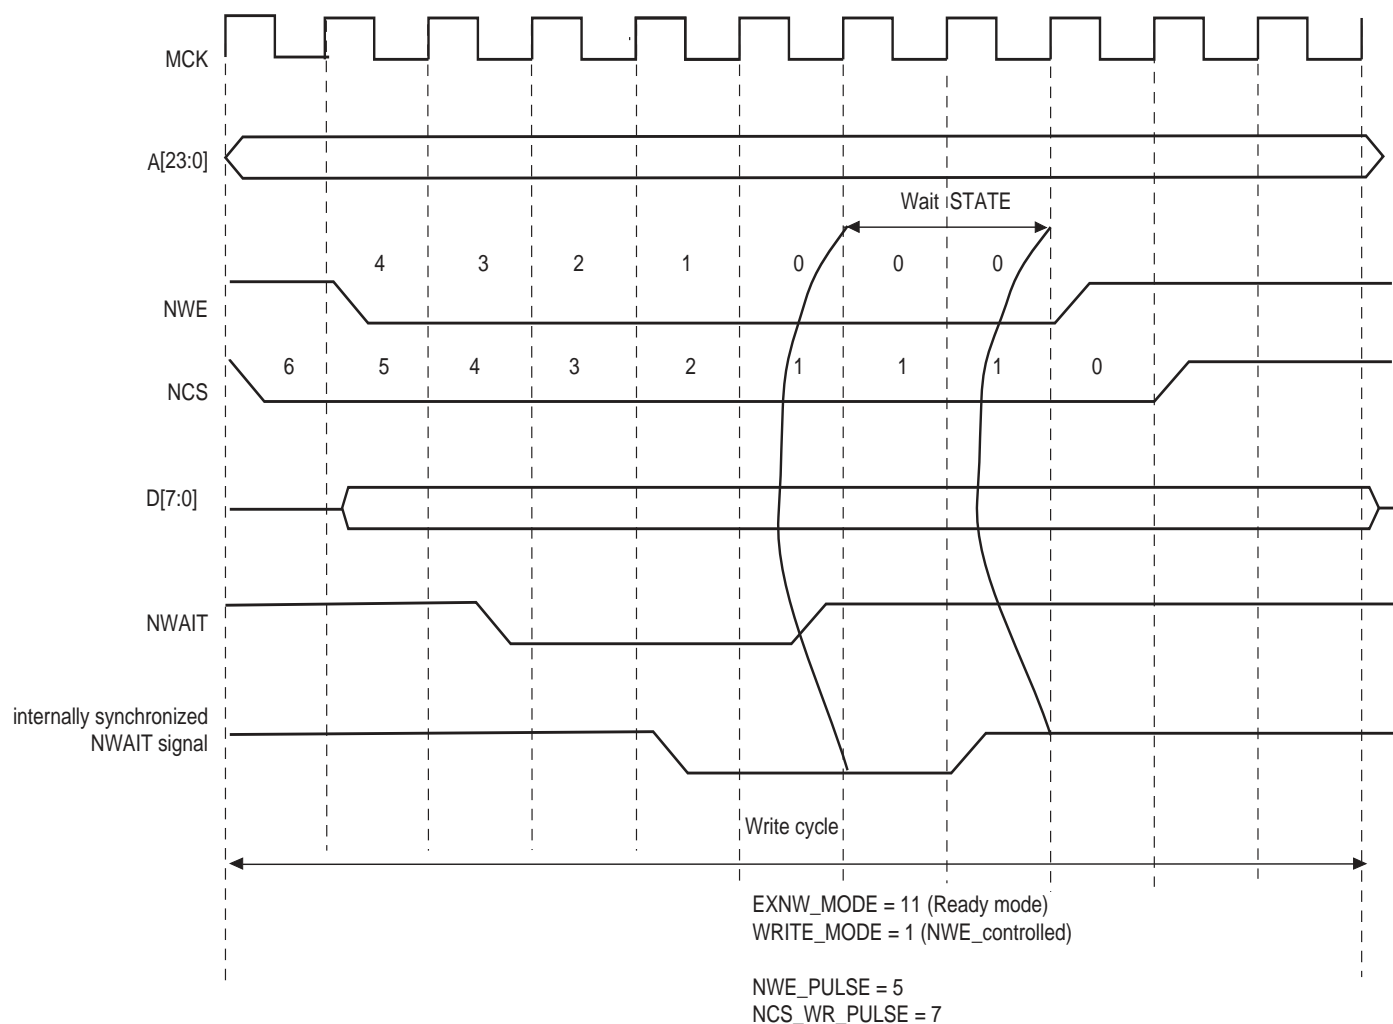 MCK
A[23:0]
Wait STATE
4 3 2 1 0 0 0
NWE
6 5 4 3 2 1 1 1 0
NCS
D[7:0]
NWAIT
internally synchronized
NWAIT signal
Write cycle
EXNW_MODE = 11 (Ready mode)
WRITE_MODE = 1 (NWE_controlled)
NWE_PULSE = 5
NCS_WR_PULSE = 7